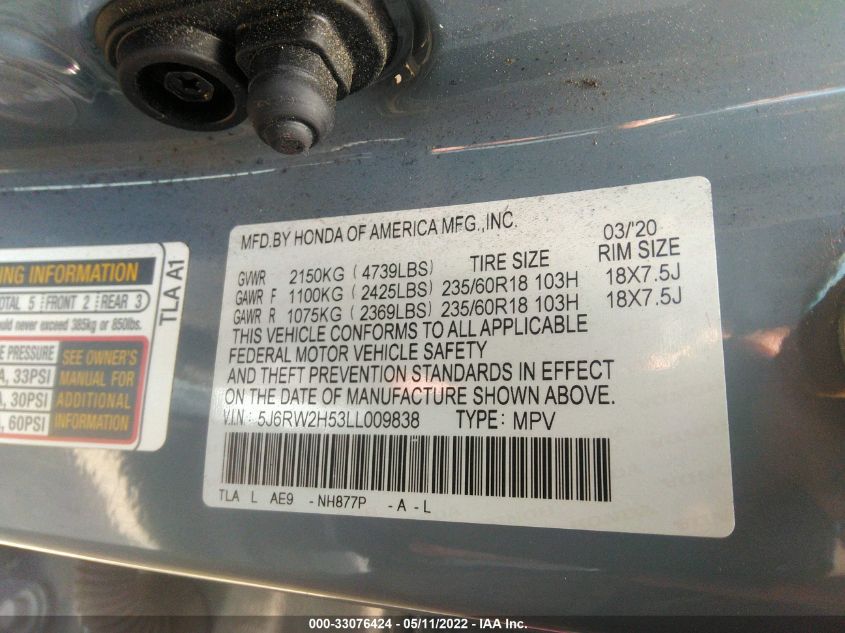 MFD.BY HONDA OF AMERICA MFG.,INC. 03/'20
TIRE SIZE RIM SIZE
GVWR 2150KG (4739LBS)
GAWR F 1100KG (2425LBS) 235/60R18 103H 18X7.5J
GAWR R 1075KG (2369LBS) 235/60R18 103H 18X7.5J
THIS VEHICLE CONFORMS TO ALL APPLICABLE
FEDERAL MOTOR VEHICLE SAFETY
AND THEFT PREVENTION STANDARDS IN EFFECT
ON THE DATE OF MANUFACTURE SHOWN ABOVE.
V.I.N: 5J6RW2H53LL009838 TYPE: MPV
TLA L AE9 -NH877P -A-L
INFORMATION
TOTAL 5 FRONT 2 REAR 3
should never exceed 385kg or 850lbs.
TLA A1
PRESSURE
33PSI
30PSI
60PSI
SEE OWNER'S
MANUAL FOR
ADDITIONAL
INFORMATION
000-33076424 - 05/11/2022 - IAA Inc.